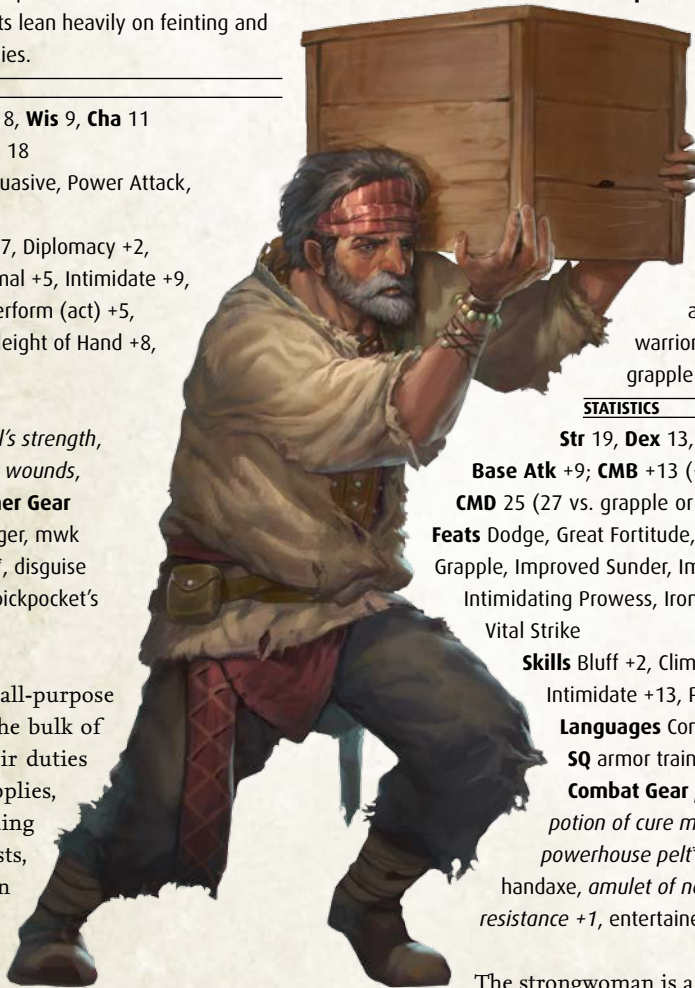 ts lean heavily on feinting and
ies.
8, Wis 9, Cha 11
18
uasive, Power Attack,
7, Diplomacy +2,
mal +5, Intimidate +9,
erform (act) +5,
leight of Hand +8,
l's strength,
wounds,
her Gear
ger, mwk
disguise
pickpocket's
all-purpose
he bulk of
ir duties
plies,
ing
sts,
n
a
warrior
grapple
STATISTICS
Str 19, Dex 13,
Base Atk +9; CMB +13 (
CMD 25 (27 vs. grapple or
Feats Dodge, Great Fortitude,
Grapple, Improved Sunder, Im
Intimidating Prowess, Iron
Vital Strike
Skills Bluff +2, Clim
Intimidate +13, P
Languages Con
SQ armor train
Combat Gear
potion of cure m
powerhouse pelt
handaxe, amulet of n
resistance +1, entertaine
The strongwoman is a